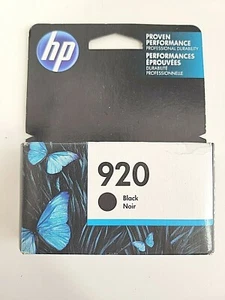 hp
PROVEN
PERFORMANCE
PROFESSIONAL DURABILITY
PERFORMANCES
ÉPROUVÉES
DURABILITÉ
PROFESSIONNELLE
920
Black
Noir